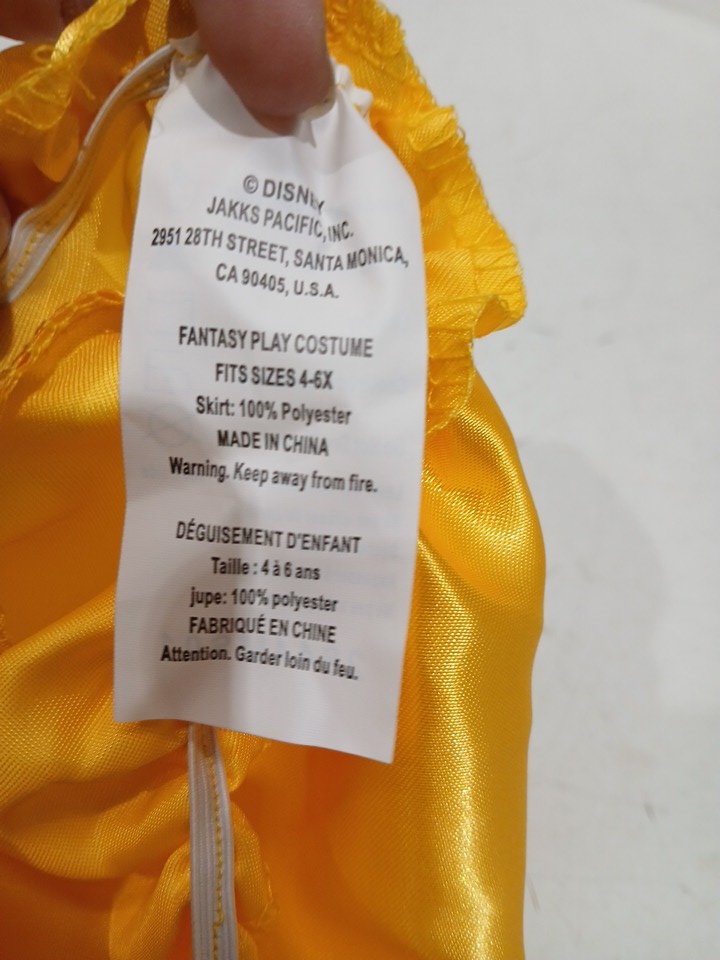 © DISNEY
JAKKS PACIFIC, INC.
2951 28TH STREET, SANTA MONICA,
CA 90405, U.S.A.
FANTASY PLAY COSTUME
FITS SIZES 4-6X
Skirt: 100% Polyester
MADE IN CHINA
Warning. Keep away from fire.
DÉGUISEMENT D'ENFANT
Taille : 4 à 6 ans
jupe: 100% polyester
FABRIQUÉ EN CHINE
Attention. Garder loin du feu.